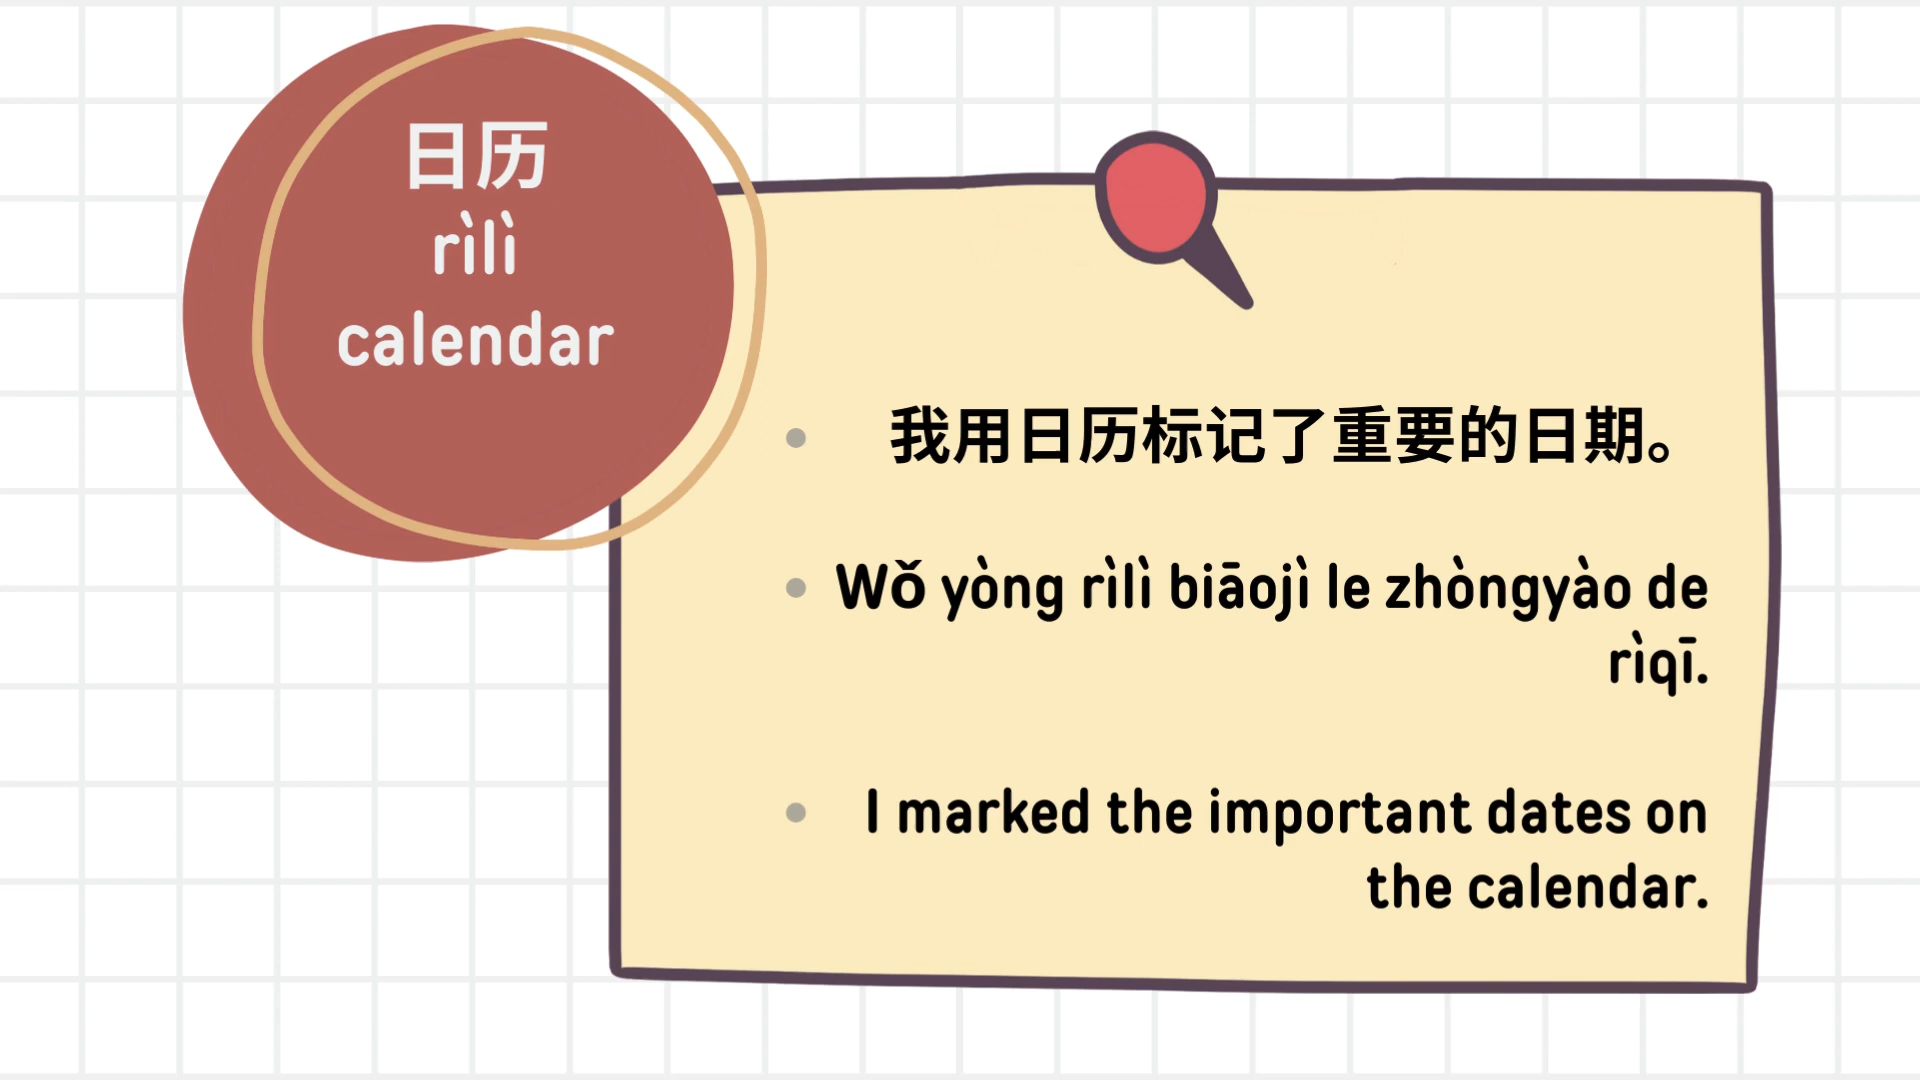 日历
rìlì
calendar
我用日历标记了重要的日期。
Wǒ yòng rìlì biāojì le zhòngyào de
rìqī.
I marked the important dates on
the calendar.